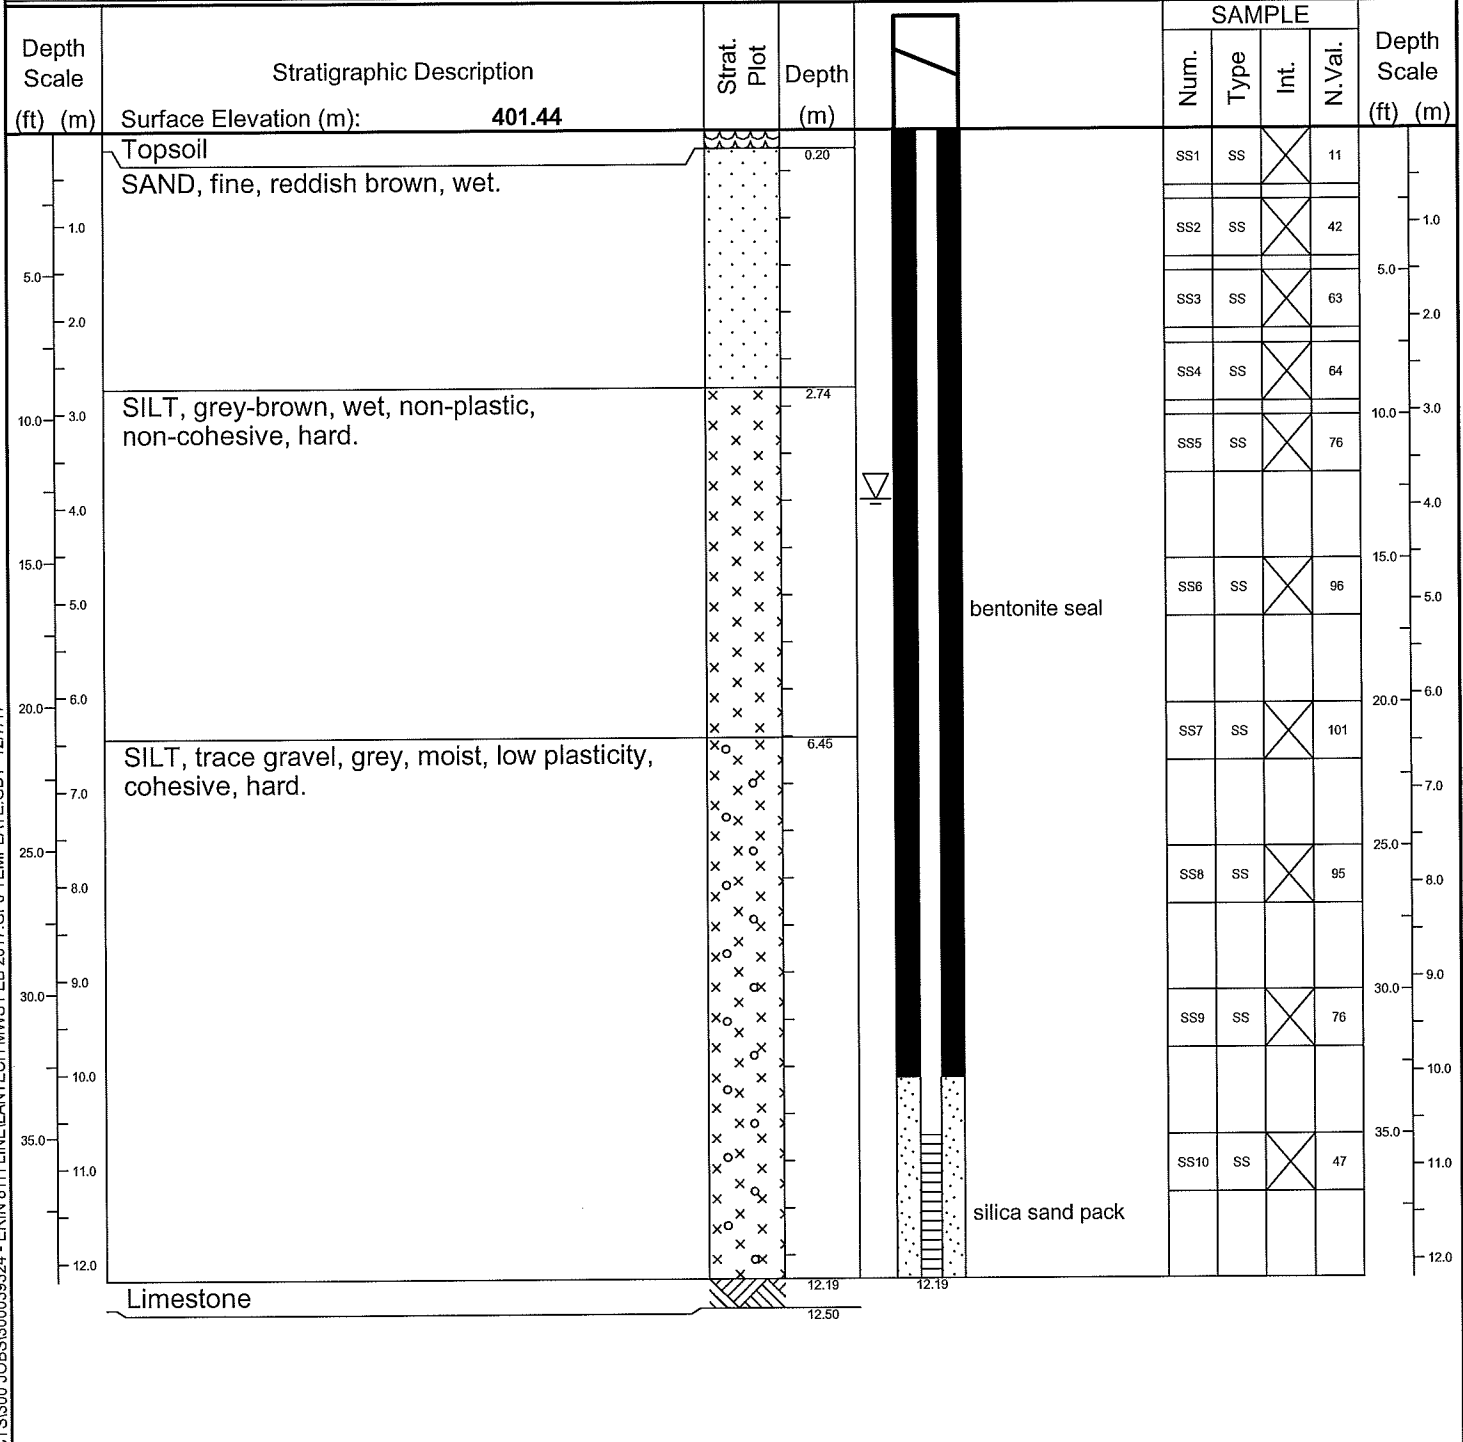 SAMPLE
Depth Scale
Stratigraphic Description
Strat. Plot
Depth
Num.
Type
Int.
N.Val.
Depth Scale
(ft) (m)
Surface Elevation (m): 401.44
(m)
(ft) (m)
Topsoil
0.20
SS1 SS 11
SAND, fine, reddish brown, wet.
1.0
SS2 SS 42
1.0
5.0
5.0
SS3 SS 63
2.0
2.0
SS4 SS 64
2.74
SILT, grey-brown, wet, non-plastic,
non-cohesive, hard.
10.0
3.0
10.0
3.0
SS5 SS 76
4.0
4.0
15.0
15.0
SS6 SS 96
5.0
bentonite seal
5.0
6.0
6.0
20.0
20.0
SS7 SS 101
6.45
SILT, trace gravel, grey, moist, low plasticity,
cohesive, hard.
7.0
7.0
25.0
25.0
SS8 SS 95
8.0
8.0
9.0
9.0
30.0
30.0
SS9 SS 76
10.0
10.0
35.0
35.0
SS10 SS 47
11.0
11.0
silica sand pack
12.0
12.0
12.19
12.19
Limestone
12.50